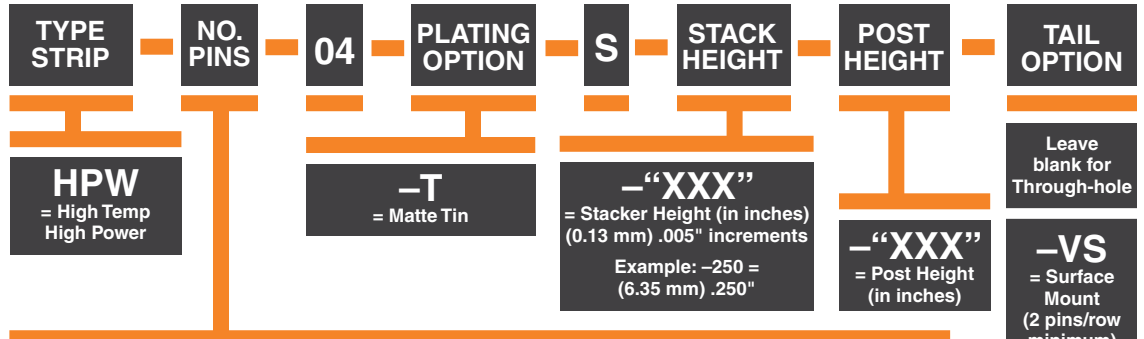 TYPE
STRIP
NO.
PINS
04
PLATING
OPTION
S
STACK
HEIGHT
POST
HEIGHT
TAIL
OPTION
HPW
= High Temp
High Power
–T
= Matte Tin
–“XXX”
= Stacker Height (in inches)
(0.13 mm) .005" increments
Example: –250 =
(6.35 mm) .250"
–“XXX”
= Post Height
(in inches)
Leave
blank for
Through-hole
–VS
= Surface
Mount
(2 pins/row
minimum)